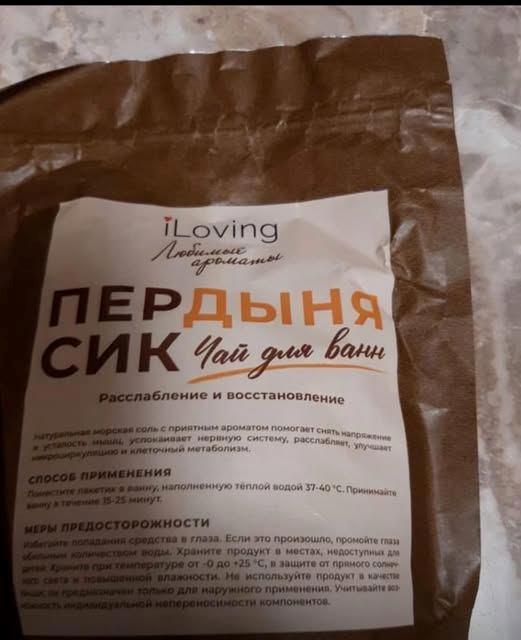 iLoving
Любимые
ароматы
ПЕРДЫНЯ
СИК Чай для ванн
Расслабление и восстановление
Натуральная морская соль с приятным ароматом помогает снять напряжение
и усталость мышц, успокаивает нервную систему, расслабляет, улучшает
микроциркуляцию и клеточный метаболизм.
СПОСОБ ПРИМЕНЕНИЯ
Поместите пакетик в ванну, наполненную тёплой водой 37-40 °C. Принимайте
ванну в течение 15-25 минут.
МЕРЫ ПРЕДОСТОРОЖНОСТИ
Избегайте попадания средства в глаза. Если это произошло, промойте глаза
обильным количеством воды. Храните продукт в местах, недоступных для
детей. Храните при температуре от -0 до +25 °C, в защите от прямого солнеч-
ного света и повышенной влажности. Не используйте продукт в качестве
пищи; он предназначен только для наружного применения. Учитывайте воз-
можность индивидуальной непереносимости компонентов.